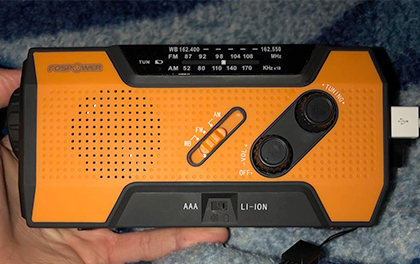 WB 162.400 162.550
FM 87 92 98 104 108 MHz
TUN
AM 52 80 110 140 170 KHz x10
FOSPOWER
AM
FM
WB
TUNING
VOL
OFF
AAA LI-ION